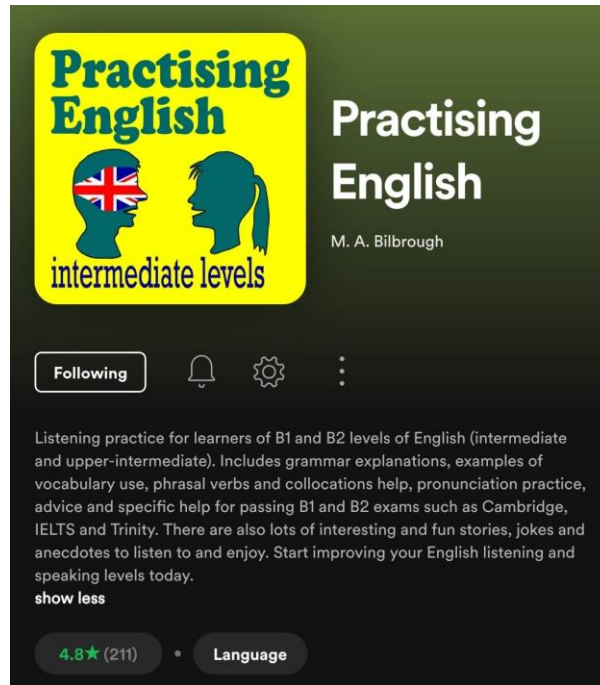 Practising
English
intermediate levels
Practising
English
M. A. Bilbrough
Following
Listening practice for learners of B1 and B2 levels of English (intermediate
and upper-intermediate). Includes grammar explanations, examples of
vocabulary use, phrasal verbs and collocations help, pronunciation practice,
advice and specific help for passing B1 and B2 exams such as Cambridge,
IELTS and Trinity. There are also lots of interesting and fun stories, jokes and
anecdotes to listen to and enjoy. Start improving your English listening and
speaking levels today.
show less
4.8★ (211) • Language